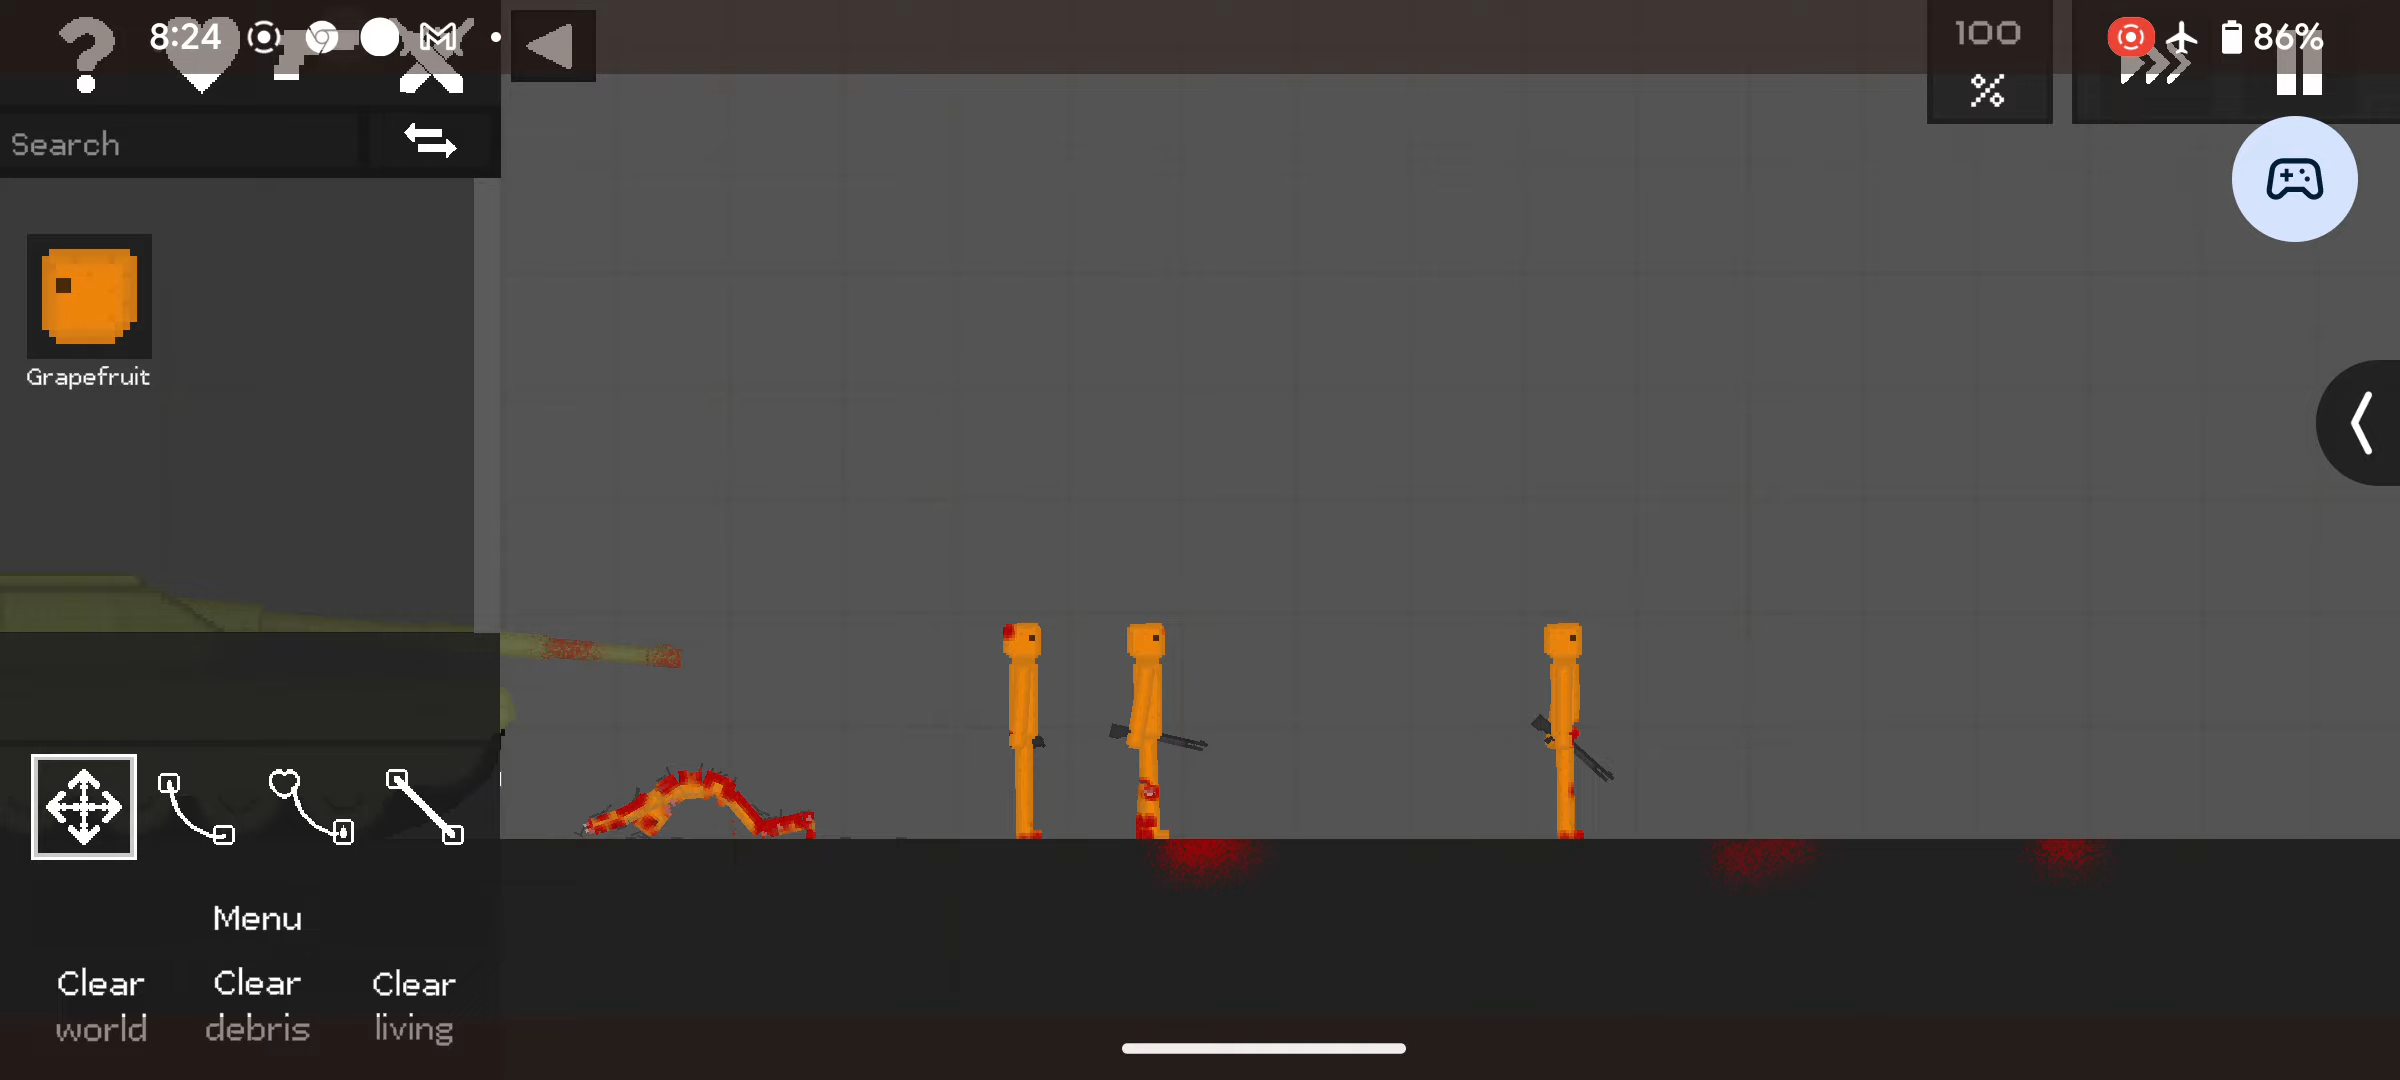 8:24
100
%
86%
Search
Grapefruit
Menu
Clear world
Clear debris
Clear living